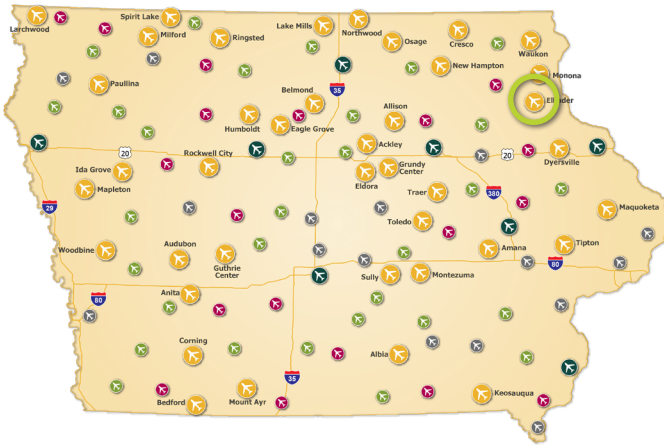 Larchwood
Spirit Lake
Milford
Ringsted
Lake Mills
Northwood
Osage
Cresco
Waukon
New Hampton
Monona
Paullina
Belmond
Allison
Humboldt
Eagle Grove
35
Ackley
20
Rockwell City
20
Dyersville
Ida Grove
Mapleton
Eldora
Grundy
Center
Traer
380
29
Toledo
Maquoketa
Woodbine
Audubon
Guthrie
Center
Amana
Tipton
80
Sully
Montezuma
Anita
80
Corning
Albia
35
Bedford
Mount Ayr
Keosauqua